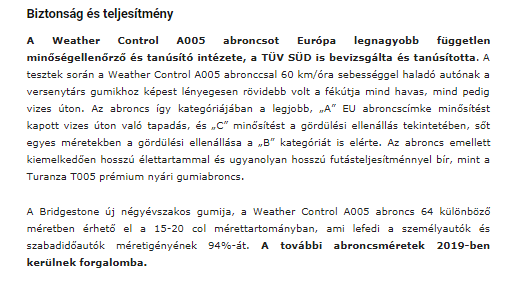 Biztonság és teljesítmény
A Weather Control A005 abroncsot Európa legnagyobb független
minőségellenőrző és tanúsító intézete, a TÜV SÜD is bevizsgálta és tanúsította. A
tesztek során a Weather Control A005 abronccsal 60 km/óra sebességgel haladó autónak a
versenytárs gumikhoz képest lényegesen rövidebb volt a fékútja mind havas, mind pedig
vizes úton. Az abroncs így kategóriájában a legjobb, „A” EU abroncscímke minősítést
kapott vizes úton való tapadás, és „C” minősítést a gördülési ellenállás tekintetében, sőt
egyes méretekben a gördülési ellenállása a „B” kategóriát is elérte. Az abroncs emellett
kiemelkedően hosszú élettartammal és ugyanolyan hosszú futásteljesítménnyel bír, mint a
Turanza T005 prémium nyári gumiabroncs.
A Bridgestone új négyévszakos gumija, a Weather Control A005 abroncs 64 különböző
méretben érhető el a 15-20 col mérettartományban, ami lefedi a személyautók és
szabadidőautók méretigényének 94%-át. A további abroncsméretek 2019-ben
kerülnek forgalomba.